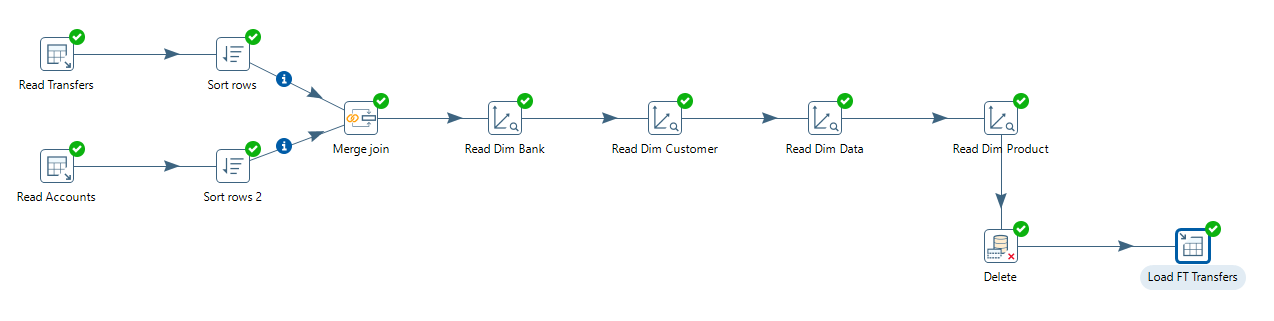 Read Transfers
Sort rows
Merge join
Read Dim Bank
Read Dim Customer
Read Dim Data
Read Dim Product
Read Accounts
Sort rows 2
Delete
Load FT Transfers